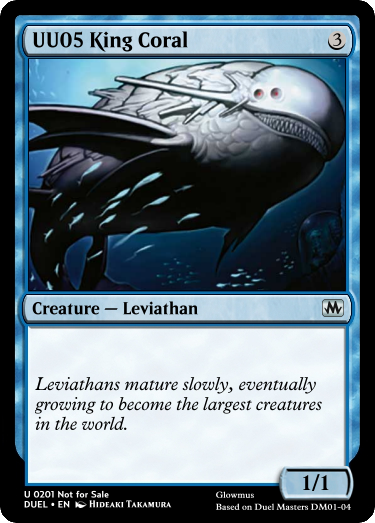 UU05 King Coral
3
Creature — Leviathan
Leviathans mature slowly, eventually
growing to become the largest creatures
in the world.
1/1
U 0201 Not for Sale
DUEL • EN Hideaki Takamura
Glowmus
Based on Duel Masters DM01-04